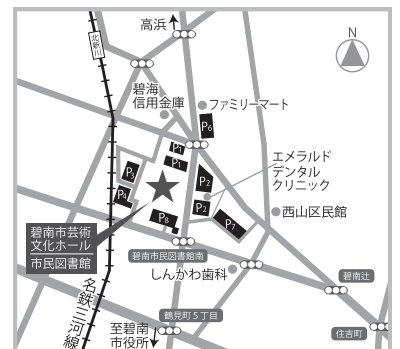 高浜
N
北新川
碧海
信用金庫
ファミリーマート
P6
P1
P1
エメラルド
デンタル
クリニック
P3
P2
P4
P2
西山区民館
P8
P7
碧南市芸術
文化ホール
市民図書館
碧南市民図書館南
しんかわ歯科
碧南辻
名鉄三河線
鶴見町5丁目
住吉町
至碧南
市役所